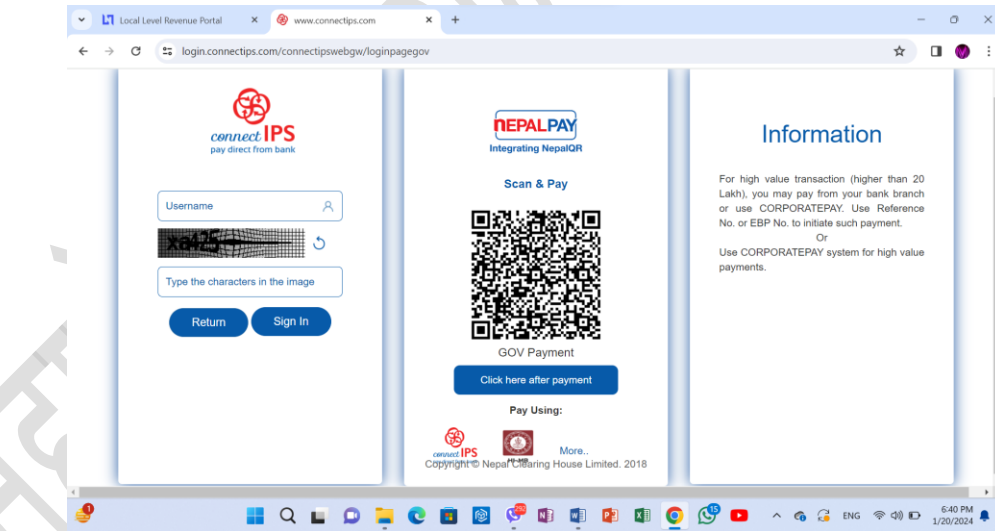 Local Level Revenue Portal
www.connectips.com
login.connectips.com/connectipswebgw/loginpagegov
connectIPS
pay direct from bank
Username
Type the characters in the image
Return
Sign In
NEPALPAY
Integrating NepalQR
Scan & Pay
GOV Payment
Click here after payment
Pay Using:
connectIPS
More..
Copyright © Nepal Clearing House Limited. 2018
Information
For high value transaction (higher than 20
Lakh), you may pay from your bank branch
or use CORPORATEPAY. Use Reference
No. or EBP No. to initiate such payment.
Or
Use CORPORATEPAY system for high value
payments.
ENG
6:40 PM
1/20/2024